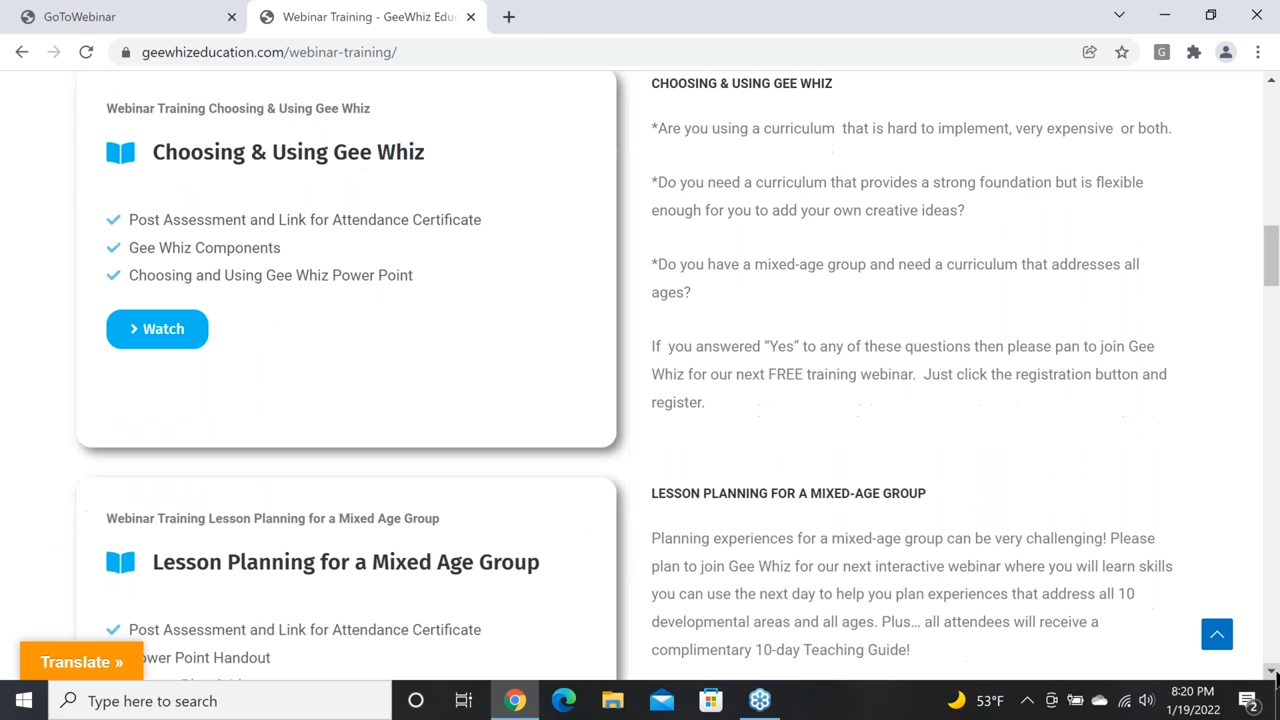 GoToWebinar
Webinar Training - GeeWhiz Edu
geewhizeducation.com/webinar-training/
G
Webinar Training Choosing & Using Gee Whiz
Choosing & Using Gee Whiz
Post Assessment and Link for Attendance Certificate
Gee Whiz Components
Choosing and Using Gee Whiz Power Point
Watch
CHOOSING & USING GEE WHIZ
*Are you using a curriculum that is hard to implement, very expensive or both.
*Do you need a curriculum that provides a strong foundation but is flexible
enough for you to add your own creative ideas?
*Do you have a mixed-age group and need a curriculum that addresses all
ages?
If you answered “Yes” to any of these questions then please pan to join Gee
Whiz for our next FREE training webinar. Just click the registration button and
register.
Webinar Training Lesson Planning for a Mixed Age Group
Lesson Planning for a Mixed Age Group
Post Assessment and Link for Attendance Certificate
ower Point Handout
LESSON PLANNING FOR A MIXED-AGE GROUP
Planning experiences for a mixed-age group can be very challenging! Please
plan to join Gee Whiz for our next interactive webinar where you will learn skills
you can use the next day to help you plan experiences that address all 10
developmental areas and all ages. Plus… all attendees will receive a
complimentary 10-day Teaching Guide!
Translate »
Type here to search
53°F
8:20 PM
1/19/2022
2